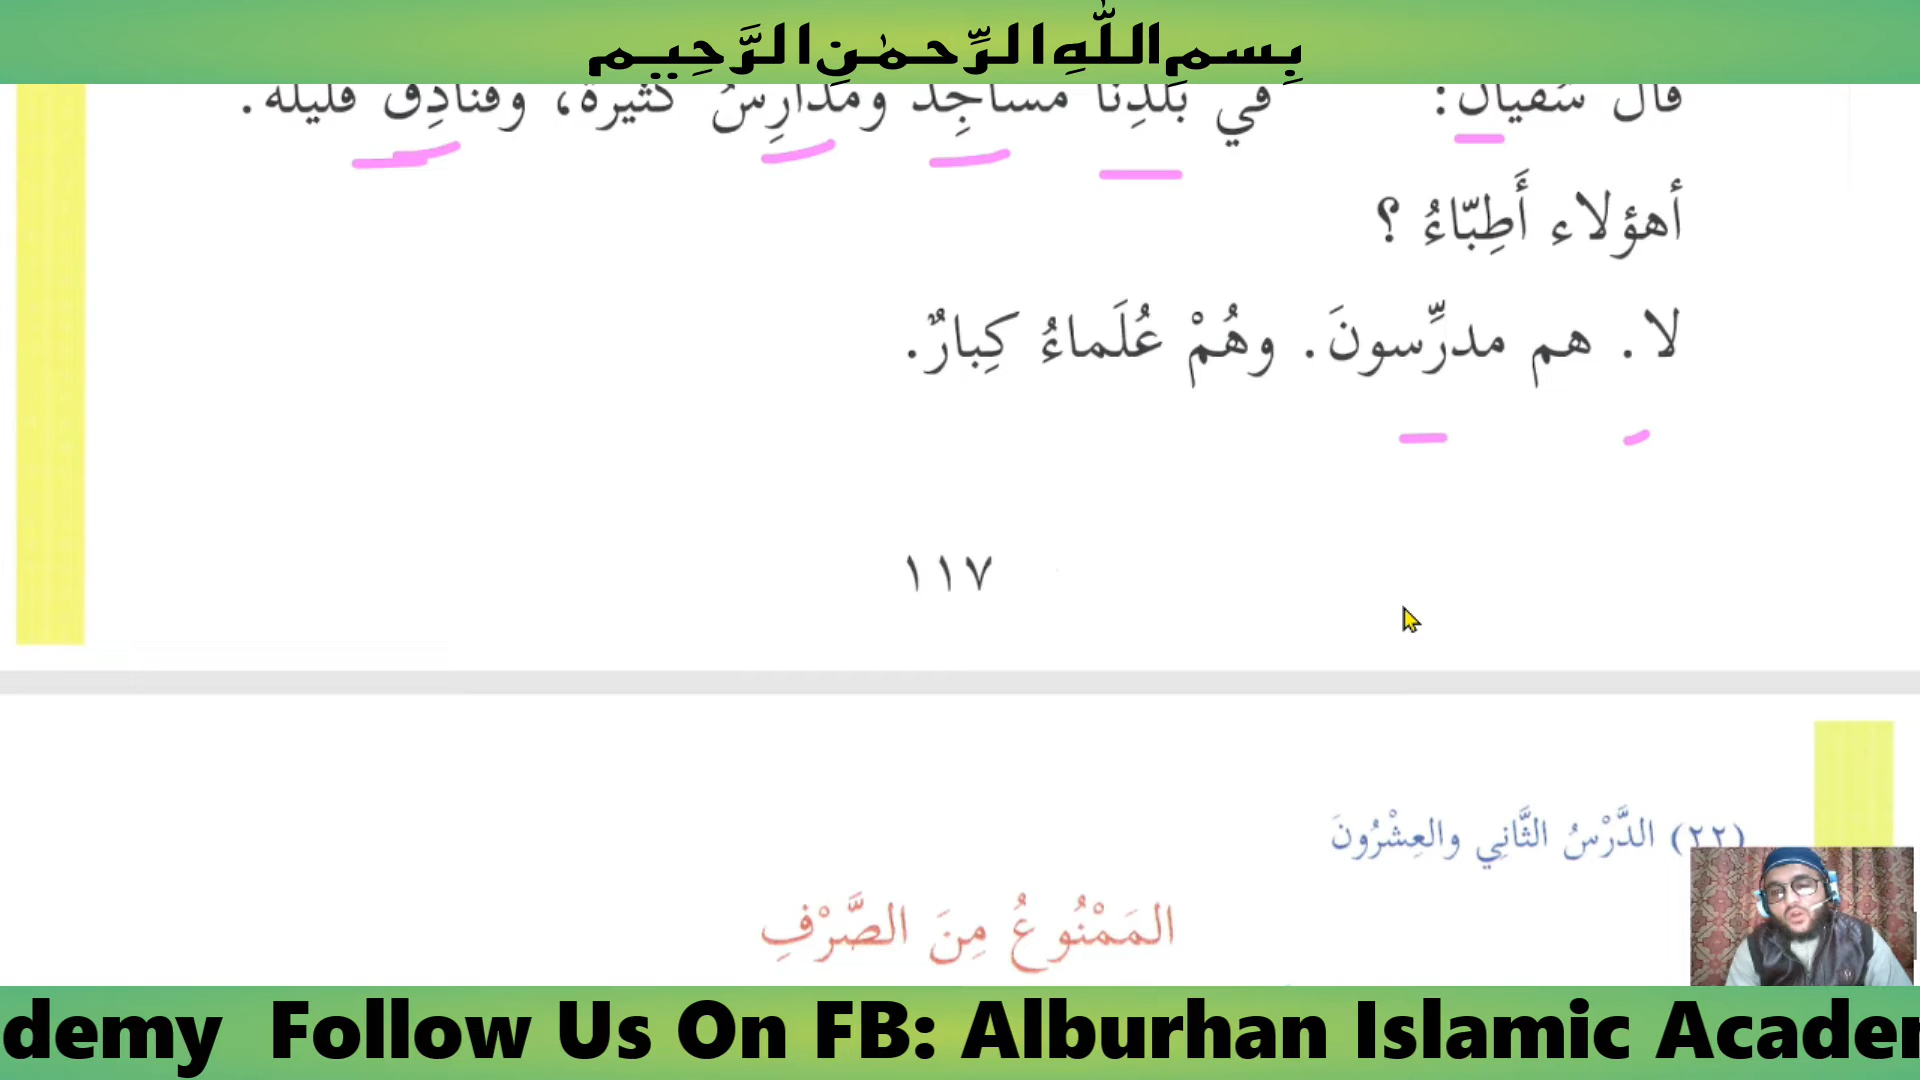 بِسمِ اللّٰهِ الرَّحمٰنِ الرَّحِيم
قال سُفيانُ: في بَلَدِنا مساجِدُ ومَدارِسُ كثيرة، وفنادِقُ قليلة.
أهؤلاء أَطِبّاءُ ؟
لا. هم مدرِّسونَ. وهُمْ عُلَماءُ كِبارٌ.
١١٧
(٢٢) الدَّرْسُ الثَّانِي والعِشْرُونَ
المَمْنُوعُ مِنَ الصَّرْفِ
demy Follow Us On FB: Alburhan Islamic Acade